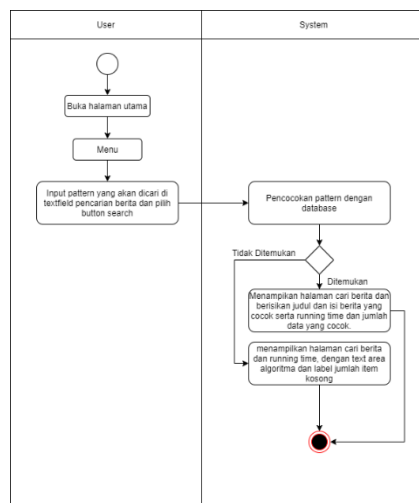 User
System
Buka halaman utama
Menu
Input pattern yang akan dicari di
textfield pencarian berita dan pilih
button search
Pencocokan pattern dengan
database
Tidak Ditemukan
Ditemukan
Menampikan halaman cari berita dan
berisikan judul dan isi berita yang
cocok serta running time dan jumlah
data yang cocok.
menampilkan halaman cari berita
dan running time, dengan text area
algoritma dan label jumlah item
kosong